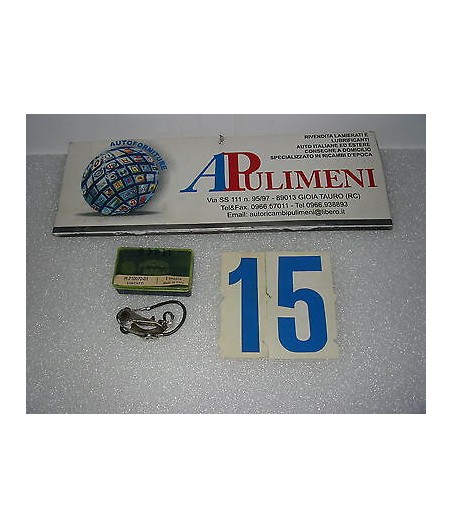 AUTOFORNITURE
APULIMENI
RIVENDITA LAMIERATI E
LUBRIFICANTI
AUTO ITALIANE ED ESTERE
CONSEGNE A DOMICILIO
SPECIALIZZATO IN RICAMBI D'EPOCA
Via SS 111 n. 95/97 - 89013 GIOIA TAURO (RC)
Tel&Fax. 0966 57011 - Tel 0966.938893
Email: autoricambipulimeni@libero.it
15